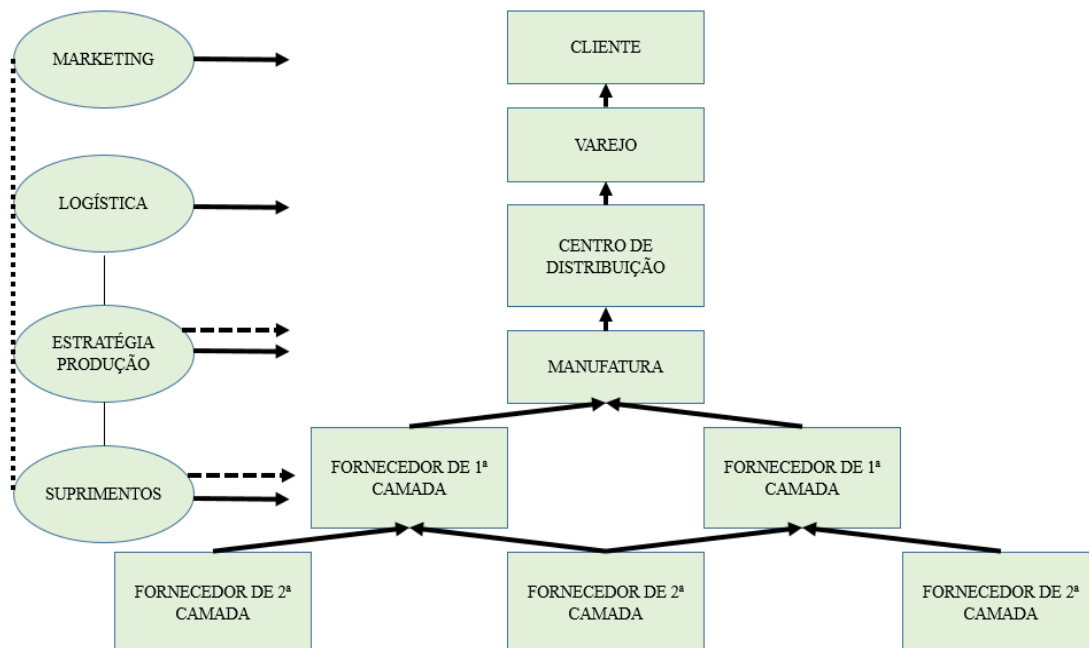 MARKETING
CLIENTE
VAREJO
LOGÍSTICA
CENTRO DE
DISTRIBUIÇÃO
ESTRATÉGIA
PRODUÇÃO
MANUFATURA
SUPRIMENTOS
FORNECEDOR DE 1ª
CAMADA
FORNECEDOR DE 1ª
CAMADA
FORNECEDOR DE 2ª
CAMADA
FORNECEDOR DE 2ª
CAMADA
FORNECEDOR DE 2ª
CAMADA